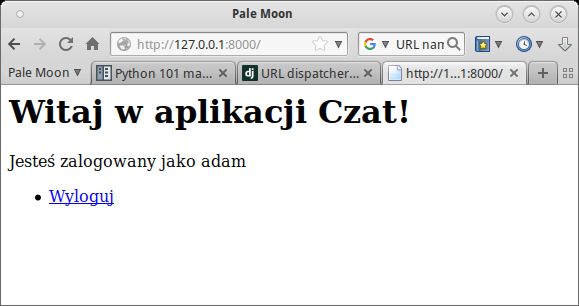 Pale Moon
http://127.0.0.1:8000/
URL nam
Pale Moon
Python 101 ma...
URL dispatcher...
http://1...1:8000/
Witaj w aplikacji Czat!
Jesteś zalogowany jako adam
Wyloguj